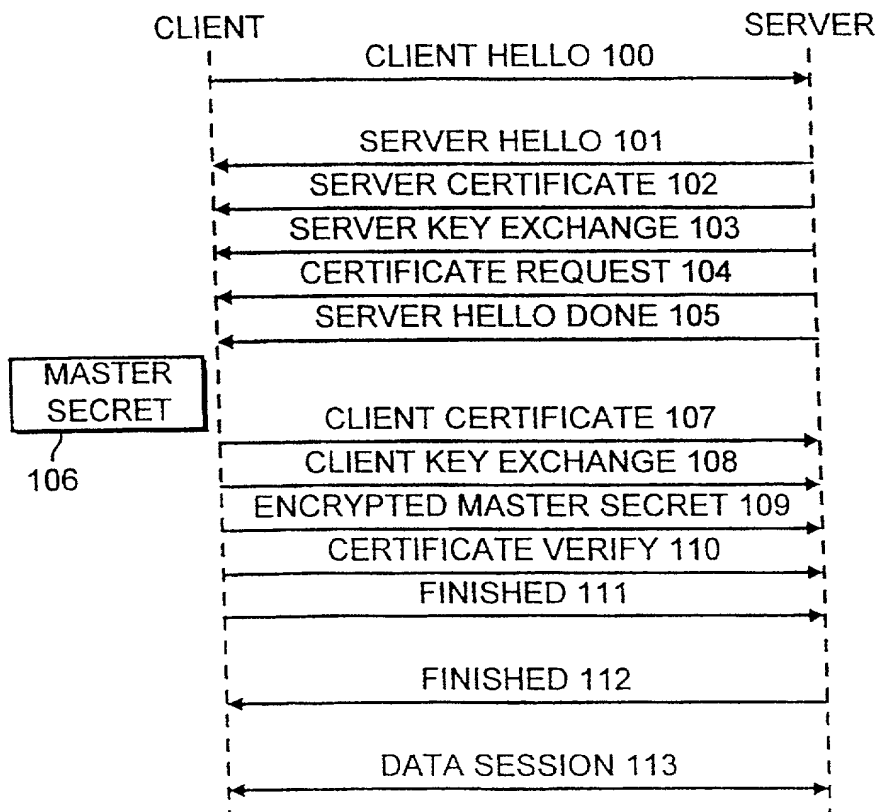 CLIENT
SERVER
CLIENT HELLO 100
SERVER HELLO 101
SERVER CERTIFICATE 102
SERVER KEY EXCHANGE 103
CERTIFICATE REQUEST 104
SERVER HELLO DONE 105
MASTER
SECRET
106
CLIENT CERTIFICATE 107
CLIENT KEY EXCHANGE 108
ENCRYPTED MASTER SECRET 109
CERTIFICATE VERIFY 110
FINISHED 111
FINISHED 112
DATA SESSION 113